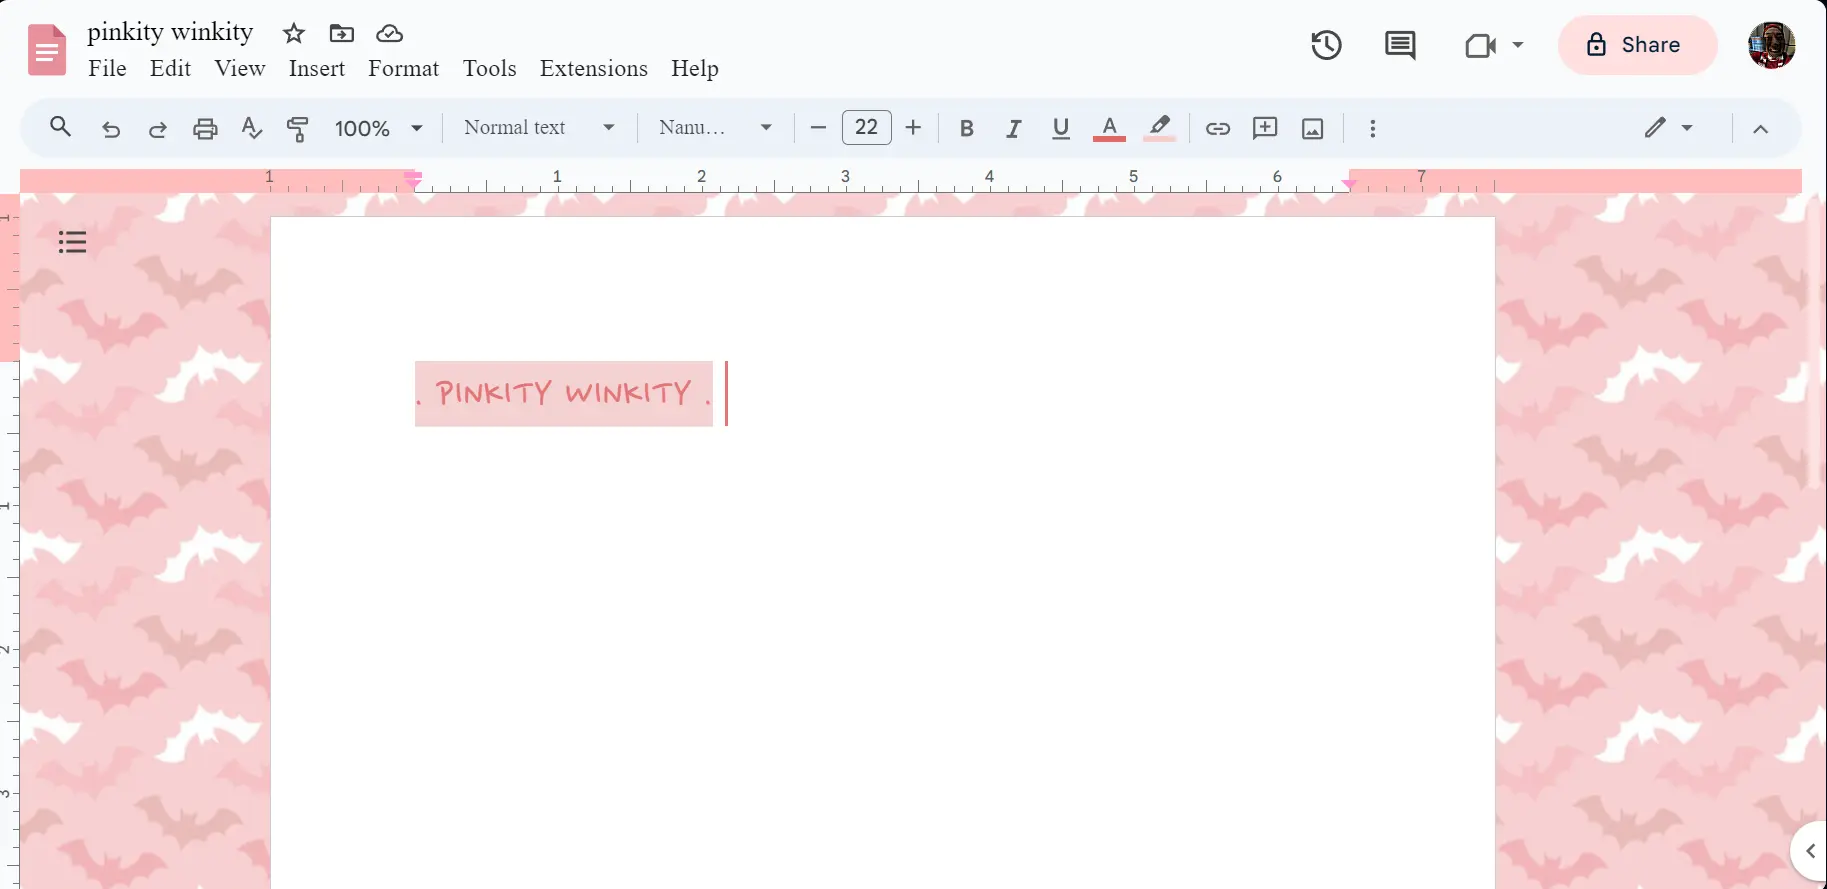 pinkity winkity
File Edit View Insert Format Tools Extensions Help
Share
100% Normal text Nanu... 22 B I U A
1 1 2 3 4 5 6 7
. PINKITY WINKITY .
1
1
2
3